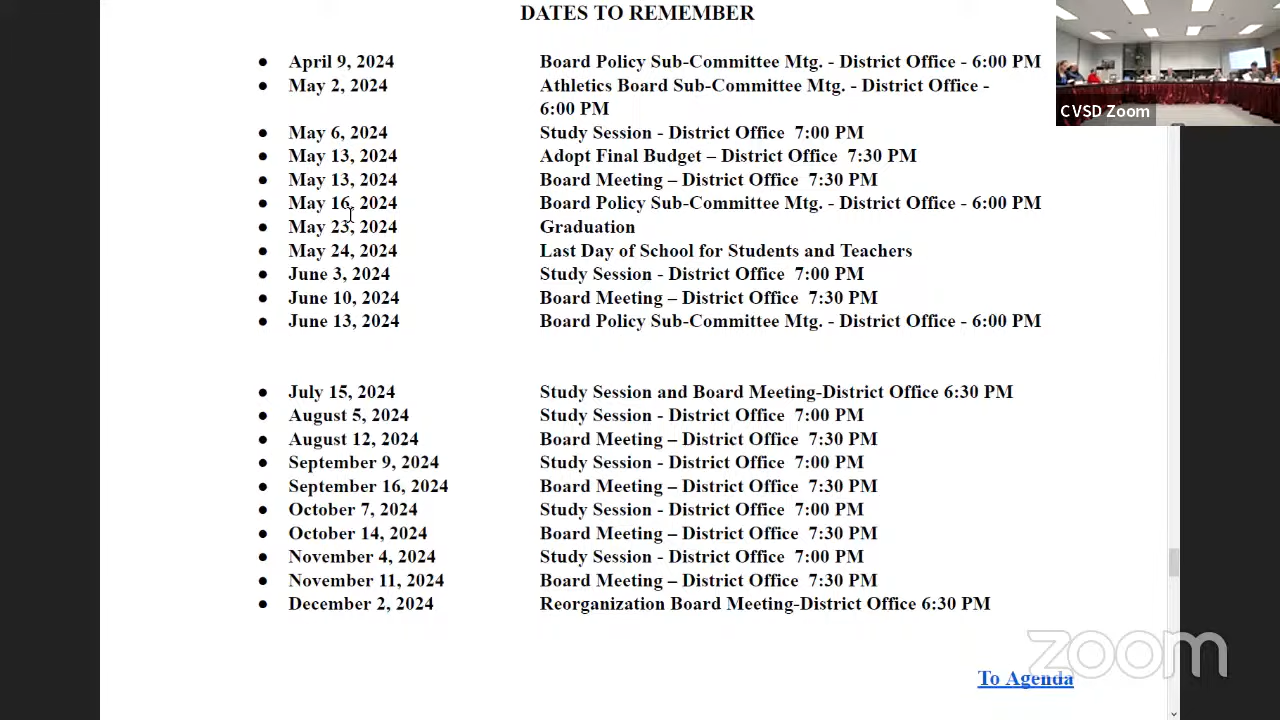 DATES TO REMEMBER
● April 9, 2024 Board Policy Sub-Committee Mtg. - District Office - 6:00 PM
● May 2, 2024 Athletics Board Sub-Committee Mtg. - District Office -
6:00 PM
● May 6, 2024 Study Session - District Office 7:00 PM
● May 13, 2024 Adopt Final Budget – District Office 7:30 PM
● May 13, 2024 Board Meeting – District Office 7:30 PM
● May 16, 2024 Board Policy Sub-Committee Mtg. - District Office - 6:00 PM
● May 23, 2024 Graduation
● May 24, 2024 Last Day of School for Students and Teachers
● June 3, 2024 Study Session - District Office 7:00 PM
● June 10, 2024 Board Meeting – District Office 7:30 PM
● June 13, 2024 Board Policy Sub-Committee Mtg. - District Office - 6:00 PM
● July 15, 2024 Study Session and Board Meeting-District Office 6:30 PM
● August 5, 2024 Study Session - District Office 7:00 PM
● August 12, 2024 Board Meeting – District Office 7:30 PM
● September 9, 2024 Study Session - District Office 7:00 PM
● September 16, 2024 Board Meeting – District Office 7:30 PM
● October 7, 2024 Study Session - District Office 7:00 PM
● October 14, 2024 Board Meeting – District Office 7:30 PM
● November 4, 2024 Study Session - District Office 7:00 PM
● November 11, 2024 Board Meeting – District Office 7:30 PM
● December 2, 2024 Reorganization Board Meeting-District Office 6:30 PM
To Agenda
CVSD Zoom
zoom